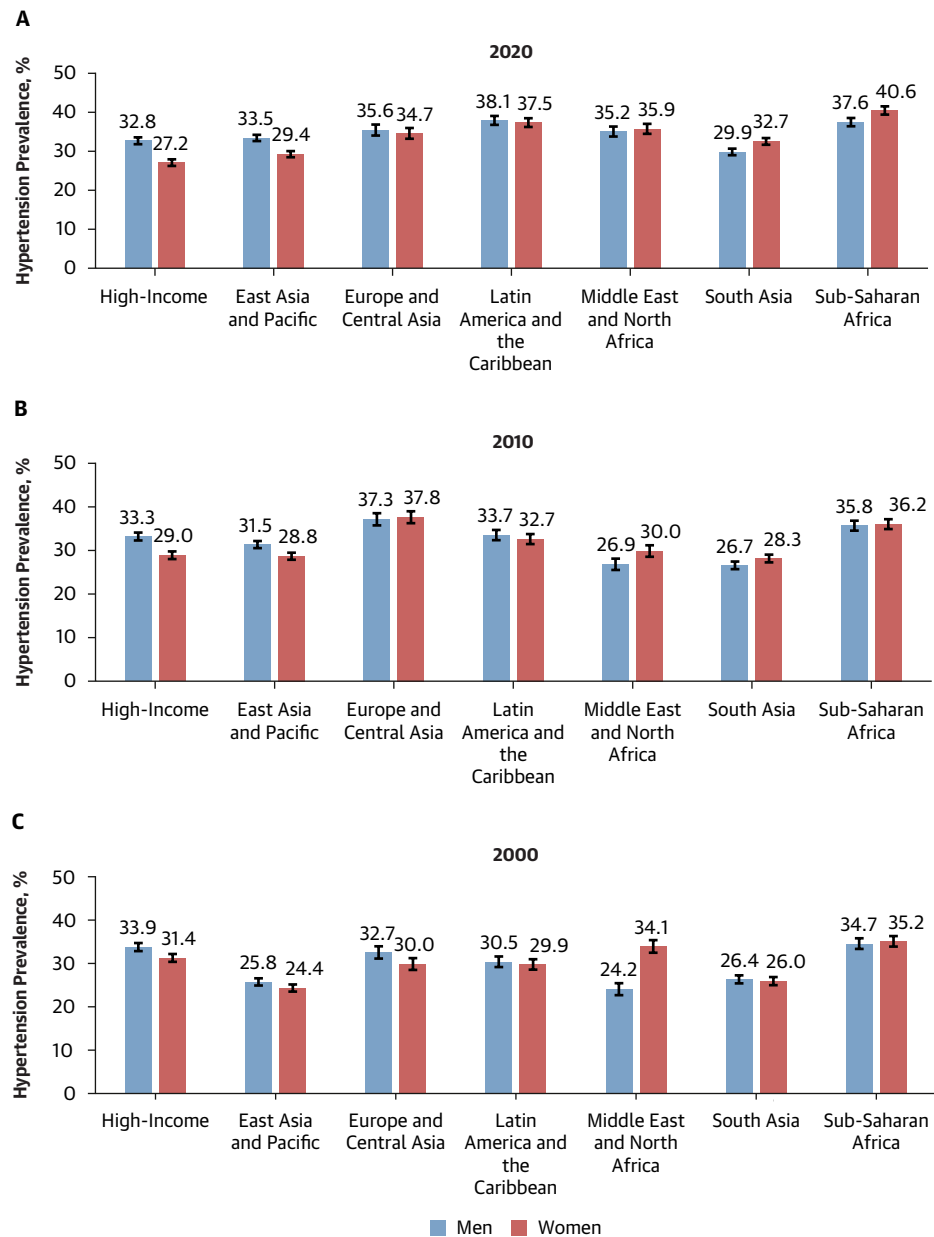 A
2020
Hypertension Prevalence, %
50
40
30
20
10
0
32.8
27.2
33.5
29.4
35.6
34.7
38.1
37.5
35.2
35.9
29.9
32.7
37.6
40.6
High-Income
East Asia
and Pacific
Europe and
Central Asia
Latin
America and
the
Caribbean
Middle East
and North
Africa
South Asia
Sub-Saharan
Africa
B
2010
Hypertension Prevalence, %
50
40
30
20
10
0
33.3
29.0
31.5
28.8
37.3
37.8
33.7
32.7
26.9
30.0
26.7
28.3
35.8
36.2
High-Income
East Asia
and Pacific
Europe and
Central Asia
Latin
America and
the
Caribbean
Middle East
and North
Africa
South Asia
Sub-Saharan
Africa
C
2000
Hypertension Prevalence, %
50
40
30
20
10
0
33.9
31.4
25.8
24.4
32.7
30.0
30.5
29.9
24.2
34.1
26.4
26.0
34.7
35.2
High-Income
East Asia
and Pacific
Europe and
Central Asia
Latin
America and
the
Caribbean
Middle East
and North
Africa
South Asia
Sub-Saharan
Africa
Men
Women